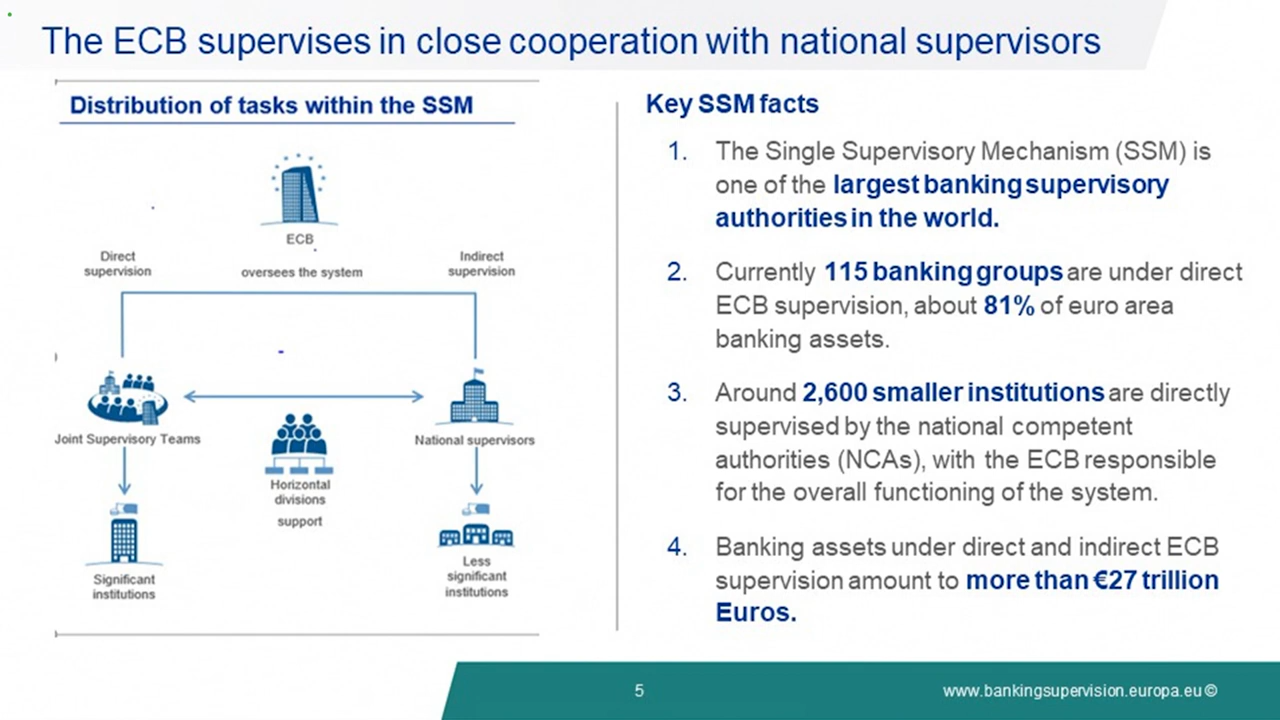 The ECB supervises in close cooperation with national supervisors
Distribution of tasks within the SSM
ECB
oversees the system
Direct
supervision
Indirect
supervision
Joint Supervisory Teams
National supervisors
Horizontal
divisions
support
Significant
institutions
Less
significant
institutions
Key SSM facts
1. The Single Supervisory Mechanism (SSM) is
one of the largest banking supervisory
authorities in the world.
2. Currently 115 banking groups are under direct
ECB supervision, about 81% of euro area
banking assets.
3. Around 2,600 smaller institutions are directly
supervised by the national competent
authorities (NCAs), with the ECB responsible
for the overall functioning of the system.
4. Banking assets under direct and indirect ECB
supervision amount to more than €27 trillion
Euros.
5
www.bankingsupervision.europa.eu ©